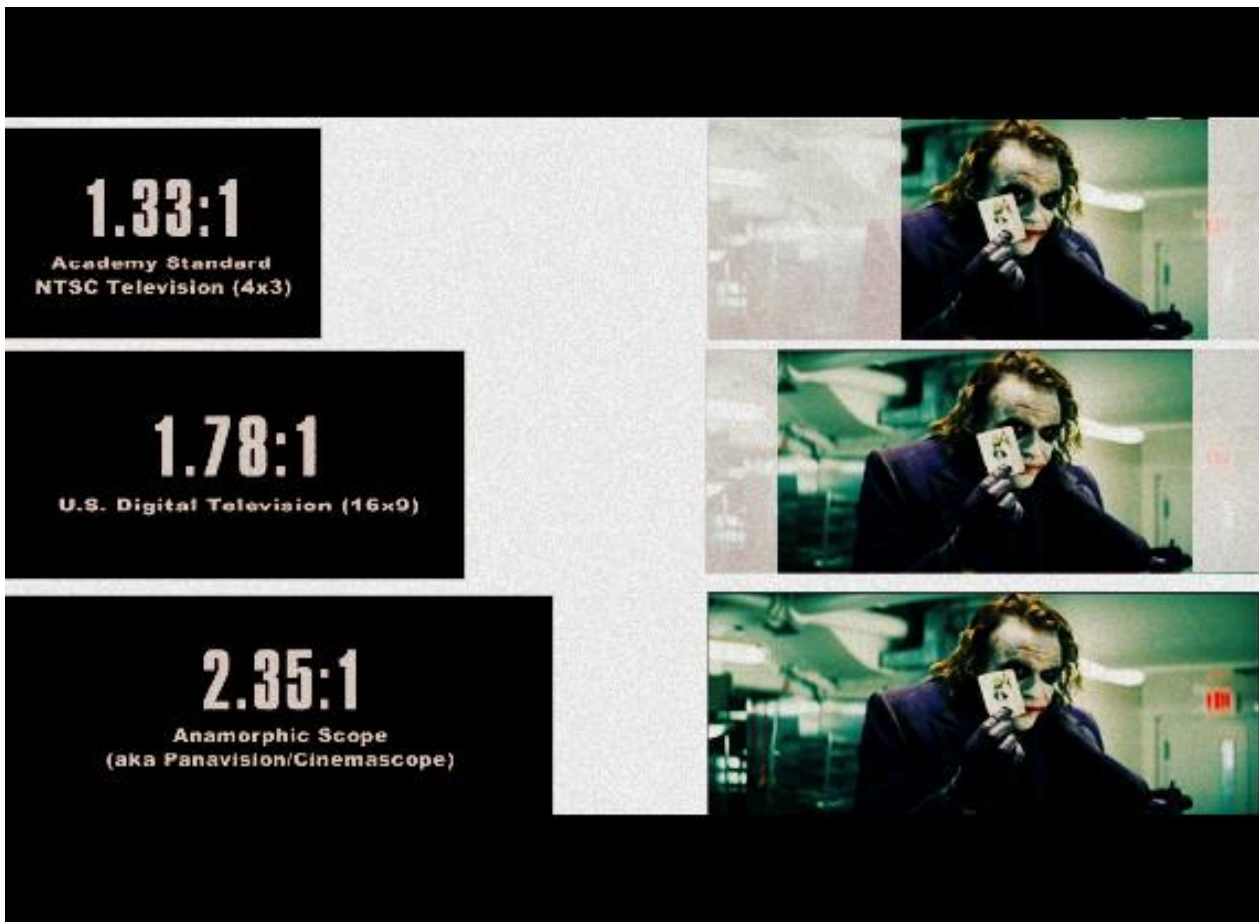 1.33:1
Academy Standard
NTSC Television (4x3)
1.78:1
U.S. Digital Television (16x9)
2.35:1
Anamorphic Scope
(aka Panavision/Cinemascope)